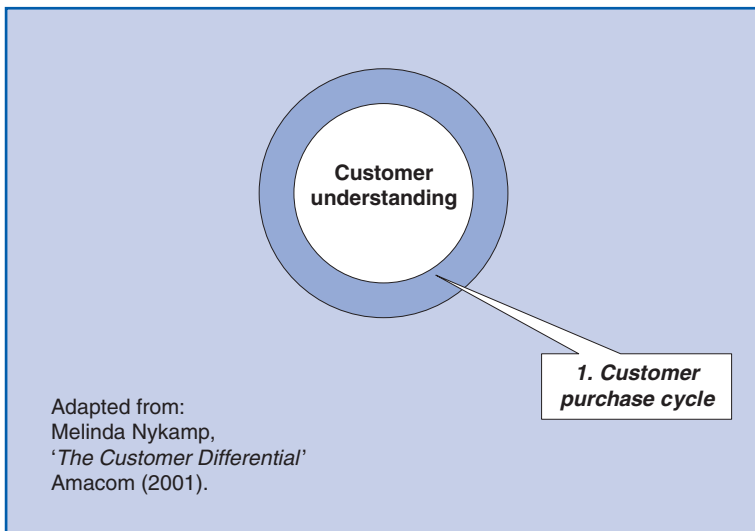 Customer
understanding
1. Customer
purchase cycle
Adapted from:
Melinda Nykamp,
‘The Customer Differential’
Amacom (2001).